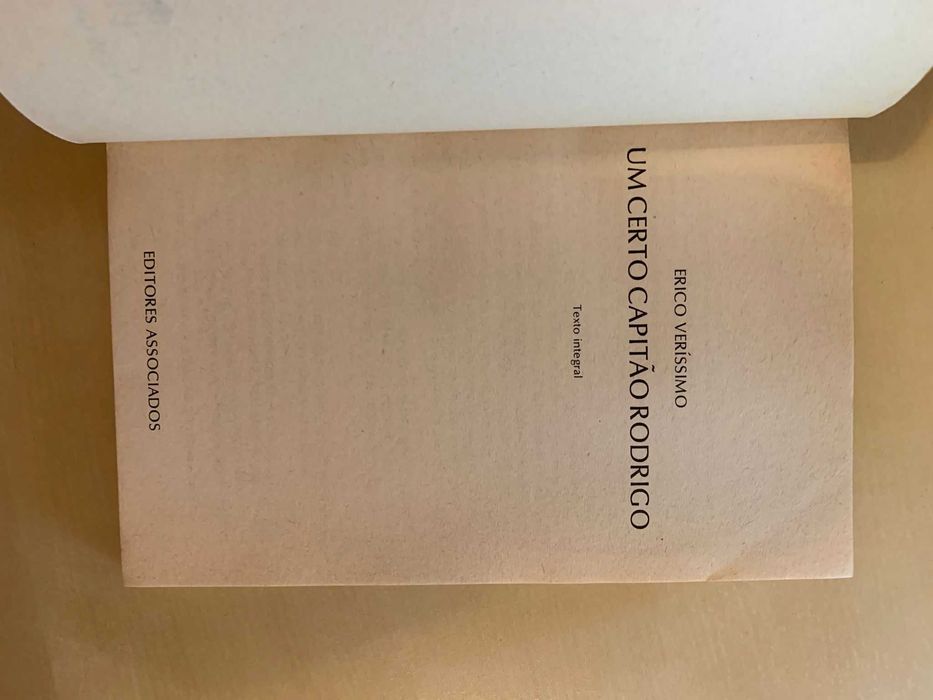 ERICO VERÍSSIMO
UM CERTO CAPITÃO RODRIGO
Texto integral
EDITORES ASSOCIADOS